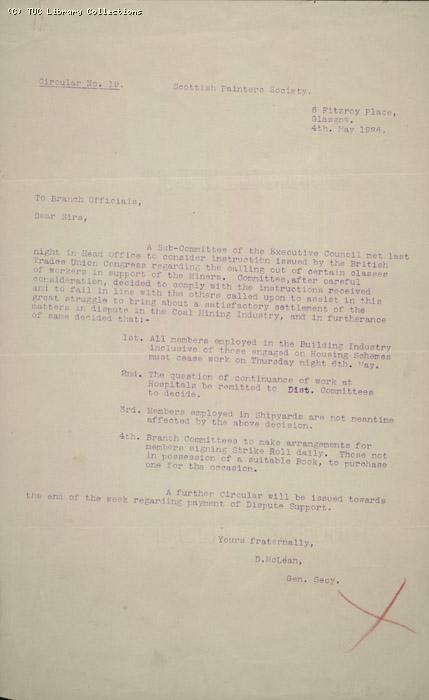 (C) TUC Library Collections
Circular No. 19.
Scottish Painters Society.
6 Fitzroy Place,
Glasgow.
4th. May 1926.
To Branch Officials,
Dear Sirs,
A Sub-Committee of the Executive Council met last
night in Head Office to consider instruction issued by the British
Trades Union Congress regarding the calling out of certain classes
of workers in support of the Miners. Committee,after careful
consideration, decided to comply with the instructions received
and to fall in line with the others called upon to assist in this
great struggle to bring about a satisfactory settlement of the
matters in dispute in the Coal Mining Industry, and in furtherance
of same decided that:-
1st. All members employed in the Building Industry
inclusive of those engaged on Housing Schemes
must cease work on Thursday night 6th. May.
2nd. The question of continuance of work at
Hospitals be remitted to Dist. Committees
to decide.
3rd. Members employed in Shipyards are not meantime
affected by the above decision.
4th. Branch Committees to make arrangements for
members signing Strike Roll daily. Those not
in possession of a suitable Book, to purchase
one for the occasion.
A further Circular will be issued towards
the end of the week regarding payment of Dispute Support.
Yours fraternally,
D.McLean,
Gen. Secy.